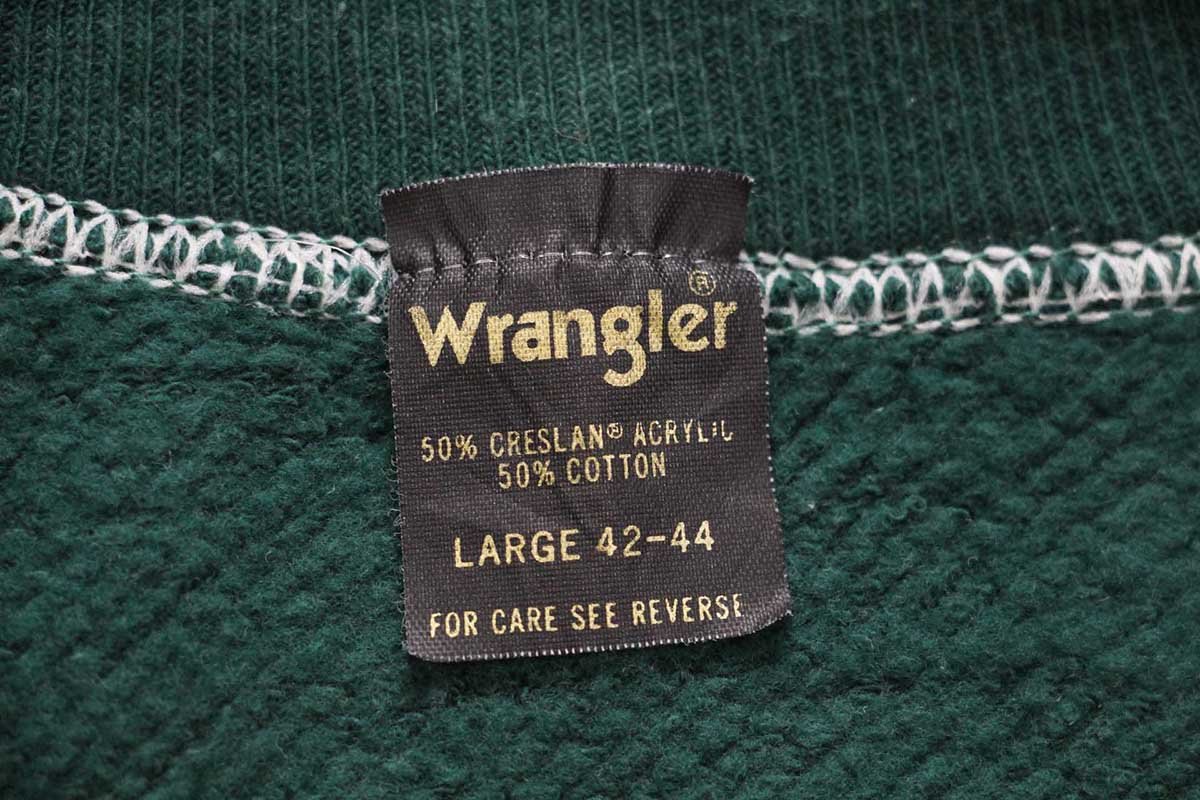 Wrangler®
50% CRESLAN® ACRYLIC
50% COTTON
LARGE 42-44
FOR CARE SEE REVERSE